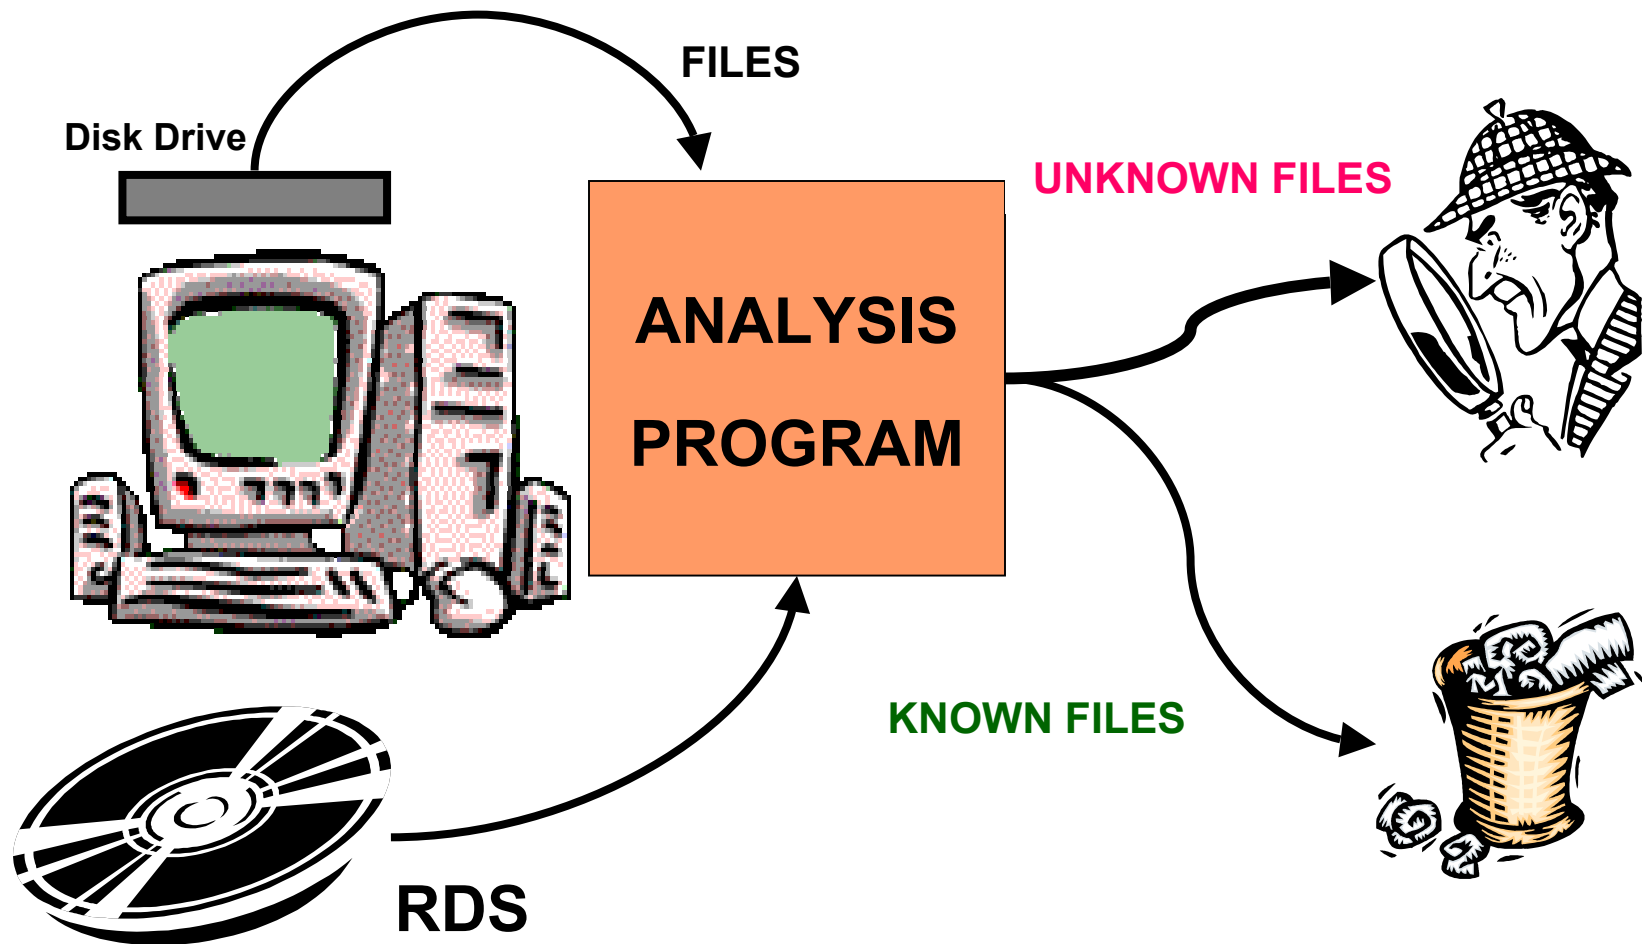 FILES
Disk Drive
UNKNOWN FILES
ANALYSIS
PROGRAM
KNOWN FILES
RDS